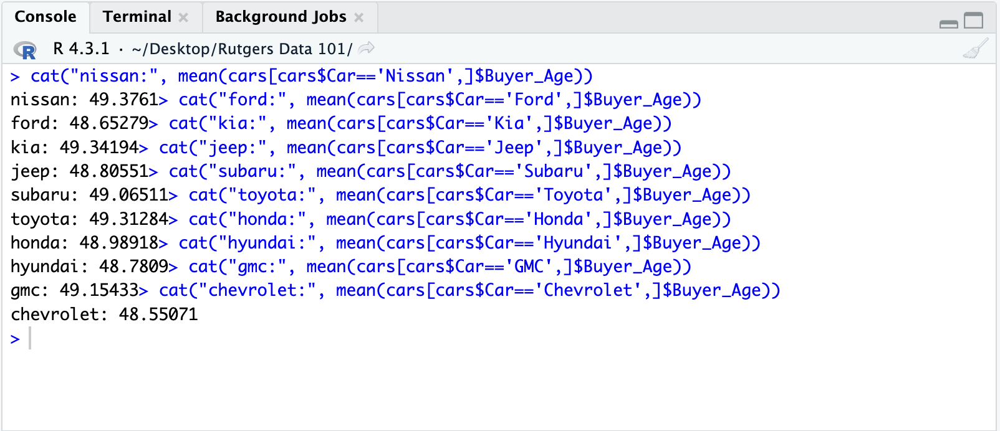 Console Terminal × Background Jobs ×
R R 4.3.1 · ~/Desktop/Rutgers Data 101/
> cat("nissan:", mean(cars[cars$Car=='Nissan',]$Buyer_Age))
nissan: 49.3761> cat("ford:", mean(cars[cars$Car=='Ford',]$Buyer_Age))
ford: 48.65279> cat("kia:", mean(cars[cars$Car=='Kia',]$Buyer_Age))
kia: 49.34194> cat("jeep:", mean(cars[cars$Car=='Jeep',]$Buyer_Age))
jeep: 48.80551> cat("subaru:", mean(cars[cars$Car=='Subaru',]$Buyer_Age))
subaru: 49.06511> cat("toyota:", mean(cars[cars$Car=='Toyota',]$Buyer_Age))
toyota: 49.31284> cat("honda:", mean(cars[cars$Car=='Honda',]$Buyer_Age))
honda: 48.98918> cat("hyundai:", mean(cars[cars$Car=='Hyundai',]$Buyer_Age))
hyundai: 48.7809> cat("gmc:", mean(cars[cars$Car=='GMC',]$Buyer_Age))
gmc: 49.15433> cat("chevrolet:", mean(cars[cars$Car=='Chevrolet',]$Buyer_Age))
chevrolet: 48.55071
>